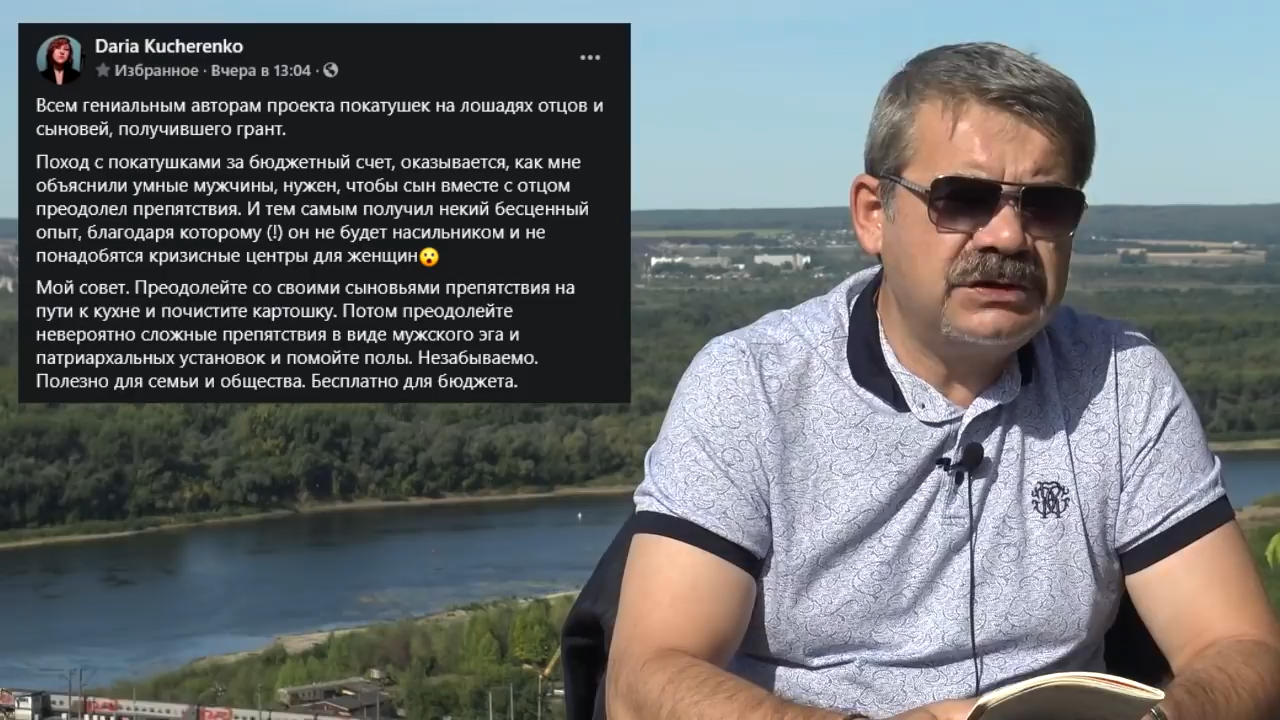 Daria Kucherenko
Избранное · Вчера в 13:04 ·
Всем гениальным авторам проекта покатушек на лошадях отцов и
сыновей, получившего грант.
Поход с покатушками за бюджетный счет, оказывается, как мне
объяснили умные мужчины, нужен, чтобы сын вместе с отцом
преодолел препятствия. И тем самым получил некий бесценный
опыт, благодаря которому (!) он не будет насильником и не
понадобятся кризисные центры для женщин😮
Мой совет. Преодолейте со своими сыновьями препятствия на
пути к кухне и почистите картошку. Потом преодолейте
невероятно сложные препятствия в виде мужского эга и
патриархальных установок и помойте полы. Незабываемо.
Полезно для семьи и общества. Бесплатно для бюджета.